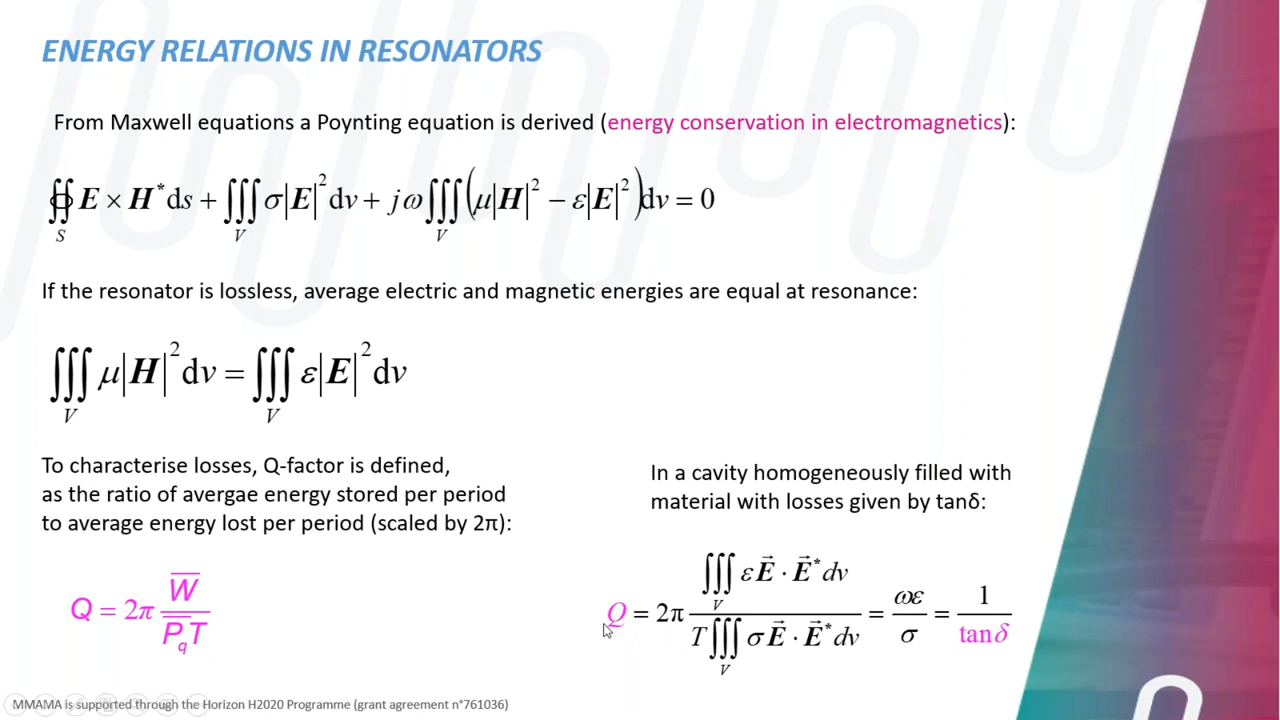 ENERGY RELATIONS IN RESONATORS
From Maxwell equations a Poynting equation is derived (energy conservation in electromagnetics):
∯_S E × H* ds + ∭_V σ|E|² dv + jω ∭_V (μ|H|² − ε|E|²) dv = 0
If the resonator is lossless, average electric and magnetic energies are equal at resonance:
∭_V μ|H|² dv = ∭_V ε|E|² dv
To characterise losses, Q-factor is defined,
as the ratio of avergae energy stored per period
to average energy lost per period (scaled by 2π):
Q = 2π W̅ / (P̅_q T)
In a cavity homogeneously filled with
material with losses given by tanδ:
Q = 2π (∭_V ε E⃗ · E⃗* dv) / (T ∭_V σ E⃗ · E⃗* dv) = ωε / σ = 1 / tanδ
MMAMA is supported through the Horizon H2020 Programme (grant agreement n°761036)